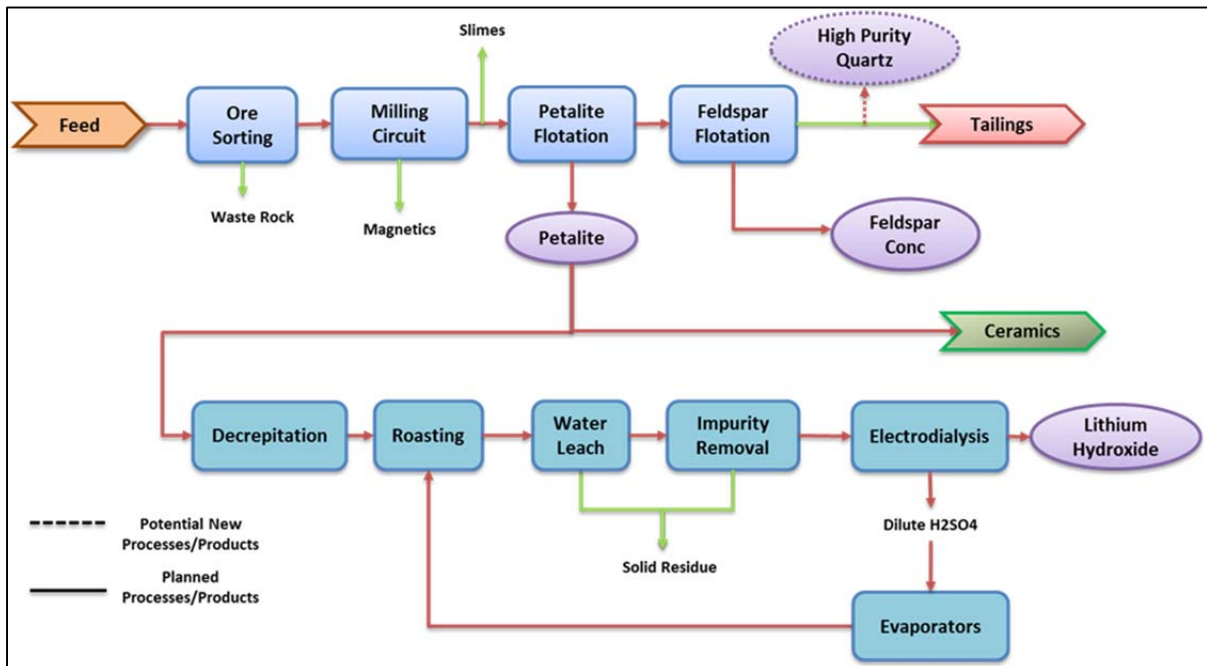 Slimes
High Purity
Quartz
Feed
Ore
Sorting
Milling
Circuit
Petalite
Flotation
Feldspar
Flotation
Tailings
Waste Rock
Magnetics
Petalite
Feldspar
Conc
Ceramics
Decrepitation
Roasting
Water
Leach
Impurity
Removal
Electrodialysis
Lithium
Hydroxide
Dilute H2SO4
Potential New
Processes/Products
Solid Residue
Planned
Processes/Products
Evaporators